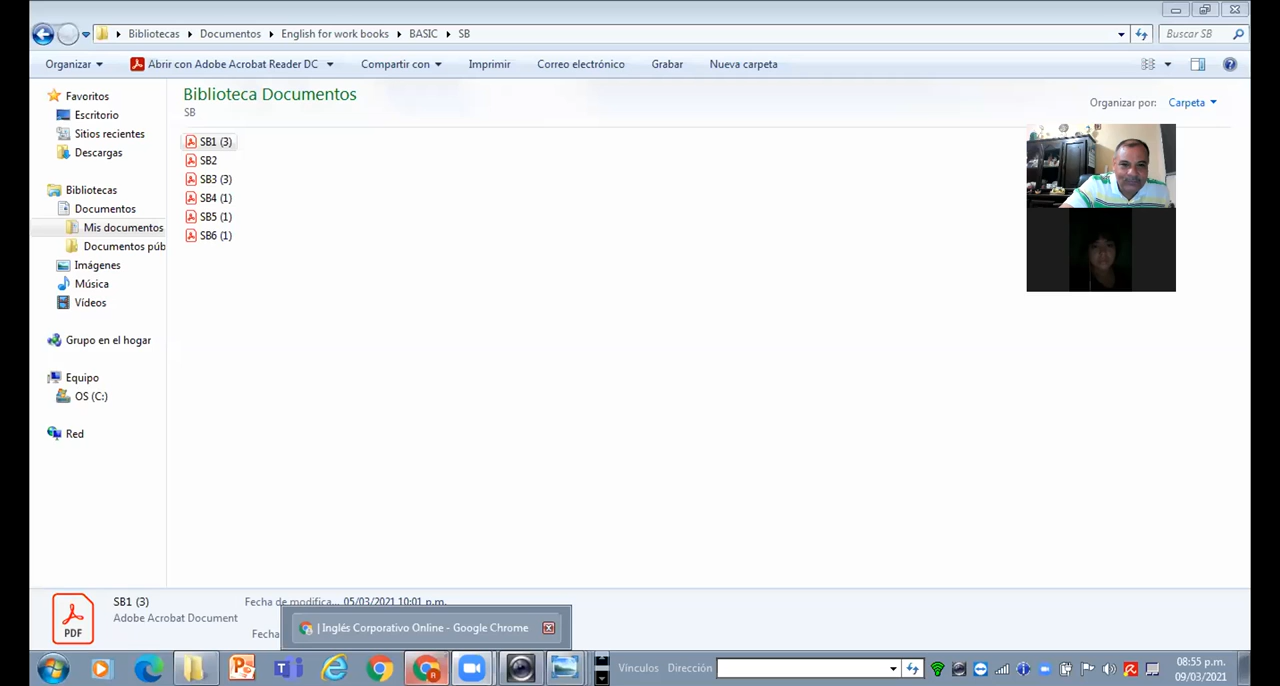 Bibliotecas Documentos English for work books BASIC SB
Buscar SB
Organizar Abrir con Adobe Acrobat Reader DC Compartir con Imprimir Correo electrónico Grabar Nueva carpeta
Biblioteca Documentos
SB
Organizar por: Carpeta
Favoritos
Escritorio
Sitios recientes
Descargas
Bibliotecas
Documentos
Mis documentos
Documentos púb
Imágenes
Música
Vídeos
Grupo en el hogar
Equipo
OS (C:)
Red
SB1 (3)
SB2
SB3 (3)
SB4 (1)
SB5 (1)
SB6 (1)
PDF
SB1 (3)
Adobe Acrobat Document
Fecha de modifica... 05/03/2021 10:01 p.m.
Fecha
| Inglés Corporativo Online - Google Chrome
Vínculos Dirección
08:55 p.m.
09/03/2021